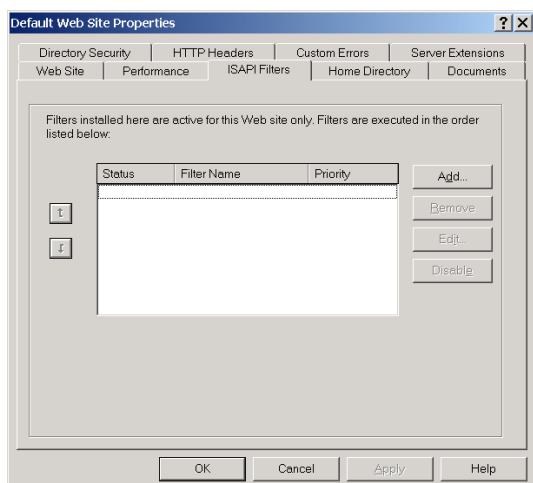 Default Web Site Properties
Directory Security HTTP Headers Custom Errors Server Extensions
Web Site Performance ISAPI Filters Home Directory Documents
Filters installed here are active for this Web site only. Filters are executed in the order
listed below:
Status Filter Name Priority
Add...
Remove
Edit...
Disable
OK Cancel Apply Help